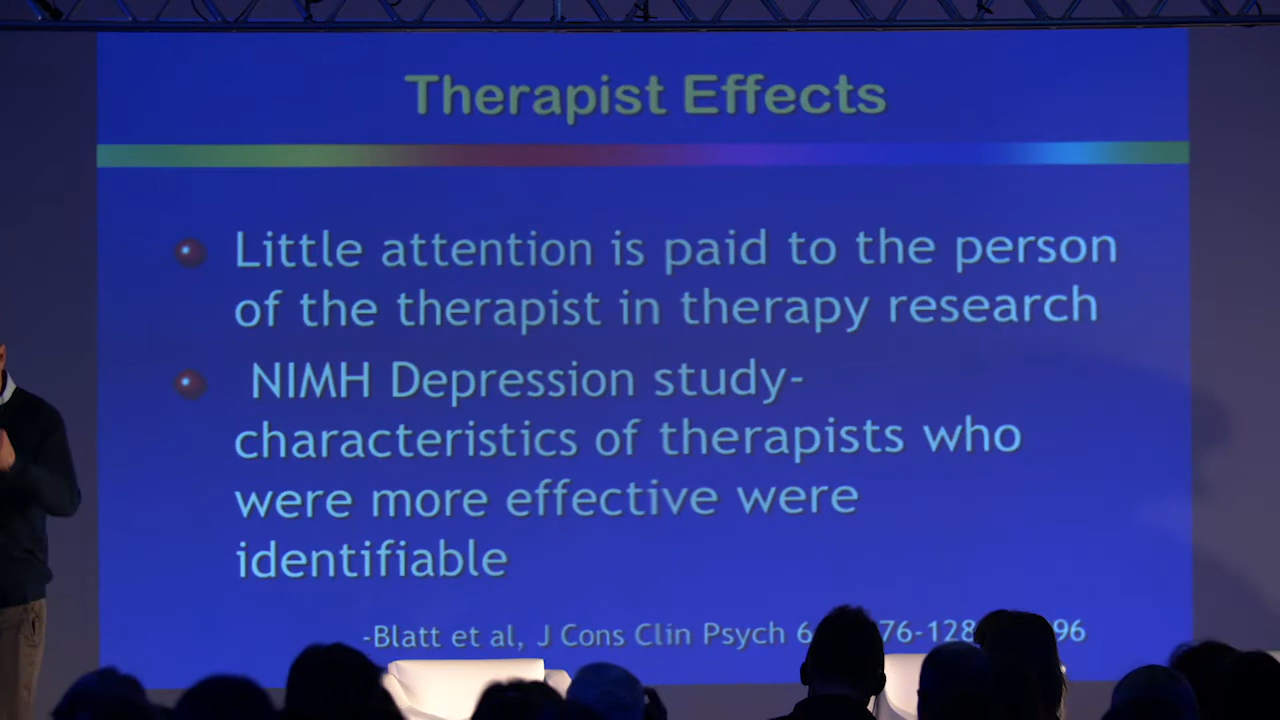 Therapist Effects
Little attention is paid to the person
of the therapist in therapy research
NIMH Depression study-
characteristics of therapists who
were more effective were
identifiable
-Blatt et al, J Cons Clin Psych 6 76-128 96